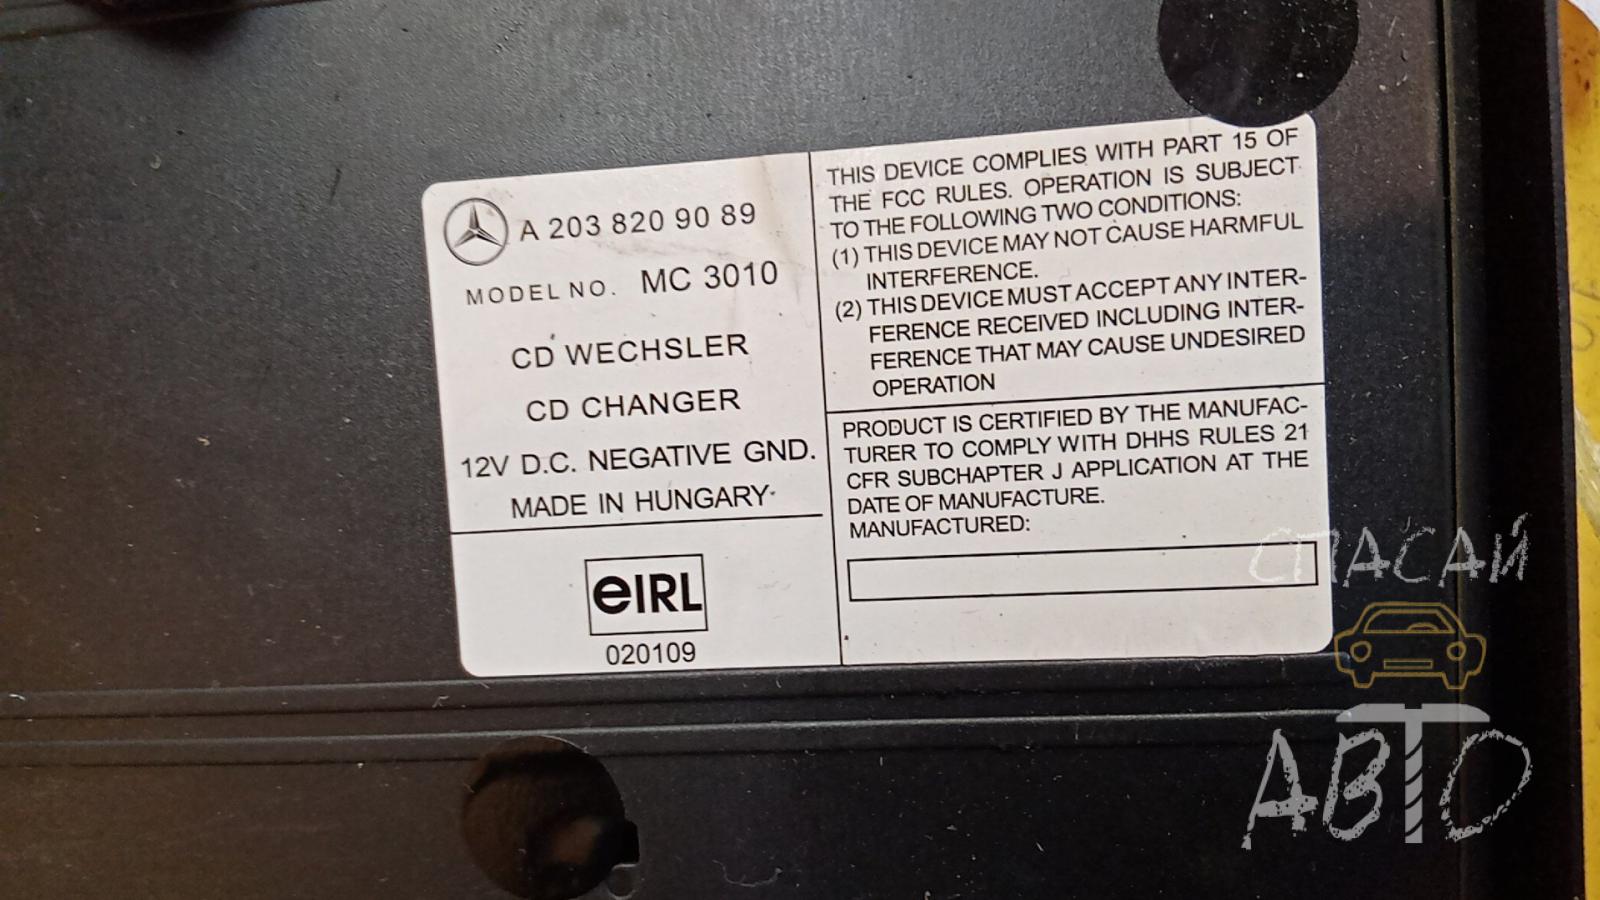 A 203 820 90 89
MODEL NO. MC 3010
CD WECHSLER
CD CHANGER
12V D.C. NEGATIVE GND.
MADE IN HUNGARY
eIRL
020109
THIS DEVICE COMPLIES WITH PART 15 OF
THE FCC RULES. OPERATION IS SUBJECT
TO THE FOLLOWING TWO CONDITIONS:
(1) THIS DEVICE MAY NOT CAUSE HARMFUL
INTERFERENCE.
(2) THIS DEVICE MUST ACCEPT ANY INTER-
FERENCE RECEIVED INCLUDING INTER-
FERENCE THAT MAY CAUSE UNDESIRED
OPERATION
PRODUCT IS CERTIFIED BY THE MANUFAC-
TURER TO COMPLY WITH DHHS RULES 21
CFR SUBCHAPTER J APPLICATION AT THE
DATE OF MANUFACTURE.
MANUFACTURED:
СПАСАЙ
АВТО